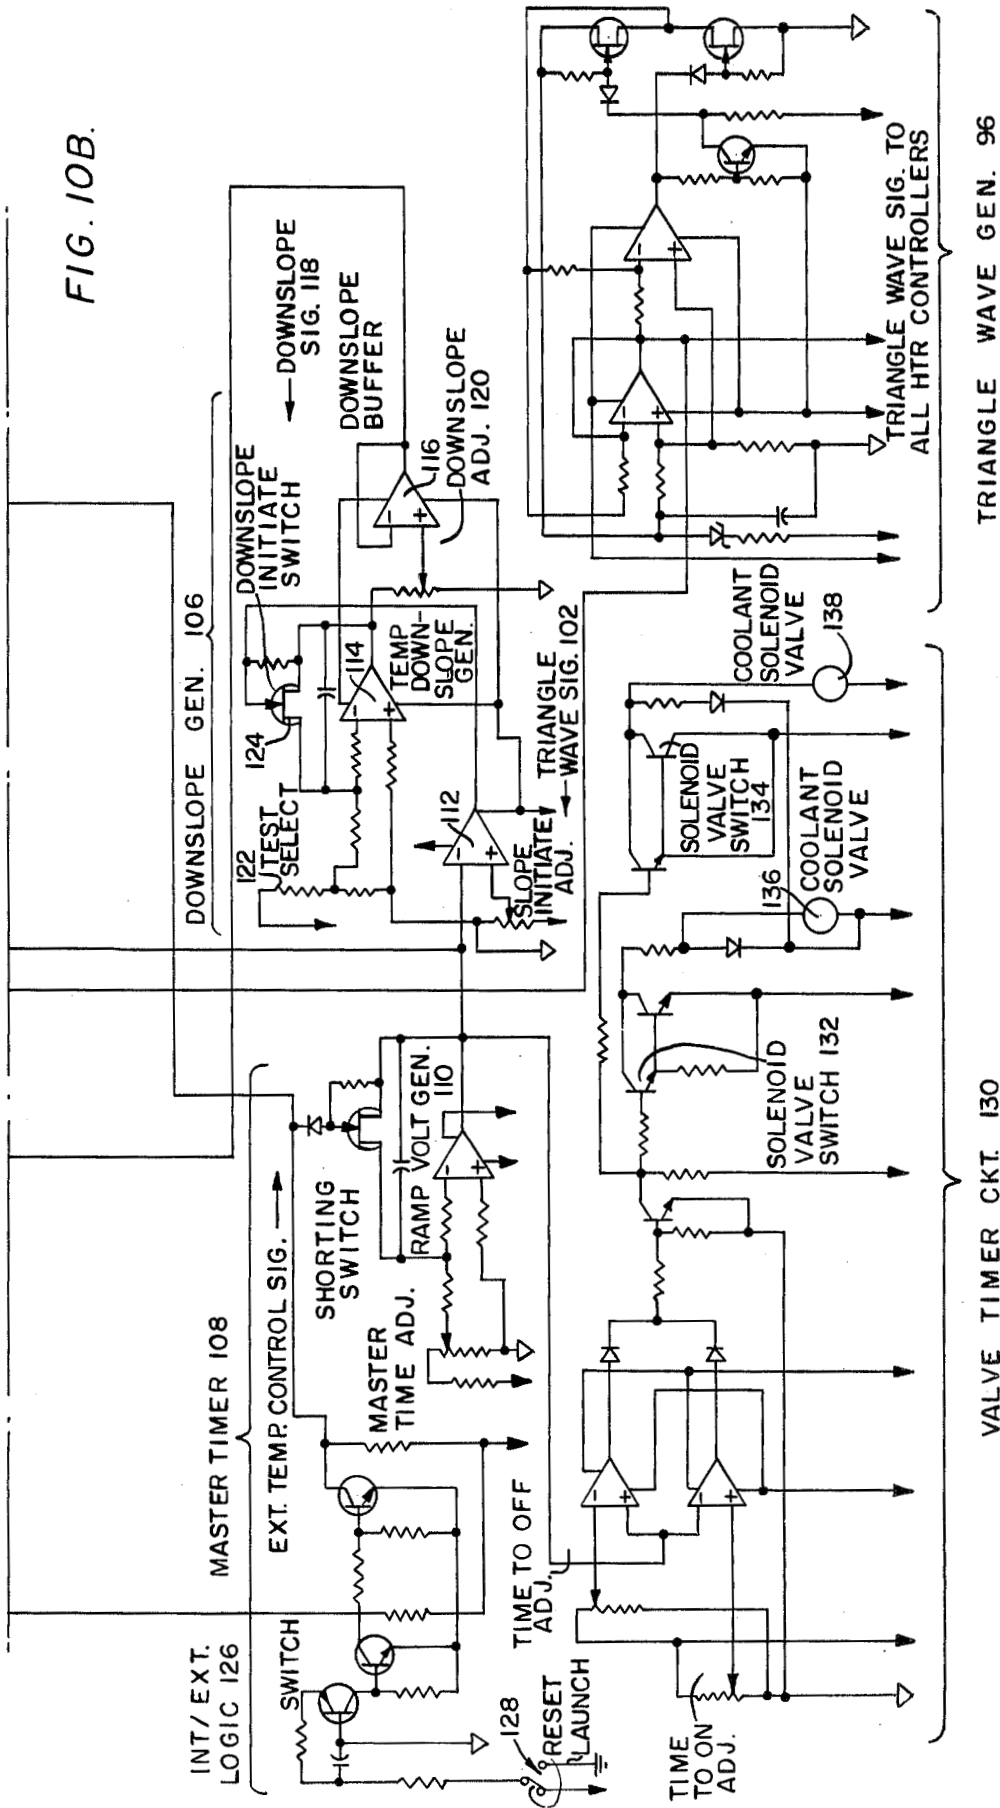 FIG. 10B.
INT/EXT.
LOGIC 126
MASTER TIMER 108
DOWNSLOPE GEN. 106
SWITCH
EXT. TEMP. CONTROL SIG.
SHORTING
SWITCH
RAMP VOLT GEN.
110
MASTER
TIME ADJ.
128
RESET
LAUNCH
122
TEST
SELECT
124
DOWNSLOPE
INITIATE
SWITCH
DOWNSLOPE
SIG. 118
DOWNSLOPE
BUFFER
116
DOWNSLOPE
ADJ. 120
114
TEMP
DOWN-
SLOPE
GEN.
112
SLOPE
INITIATE
ADJ.
TRIANGLE
WAVE SIG. 102
TIME TO OFF
ADJ.
TIME
TO ON
ADJ.
SOLENOID
VALVE
SWITCH 132
SOLENOID
VALVE
SWITCH
134
136
COOLANT
SOLENOID
VALVE
COOLANT
SOLENOID
VALVE
138
VALVE TIMER CKT. 130
TRIANGLE WAVE SIG. TO
ALL HTR CONTROLLERS
TRIANGLE WAVE GEN. 96